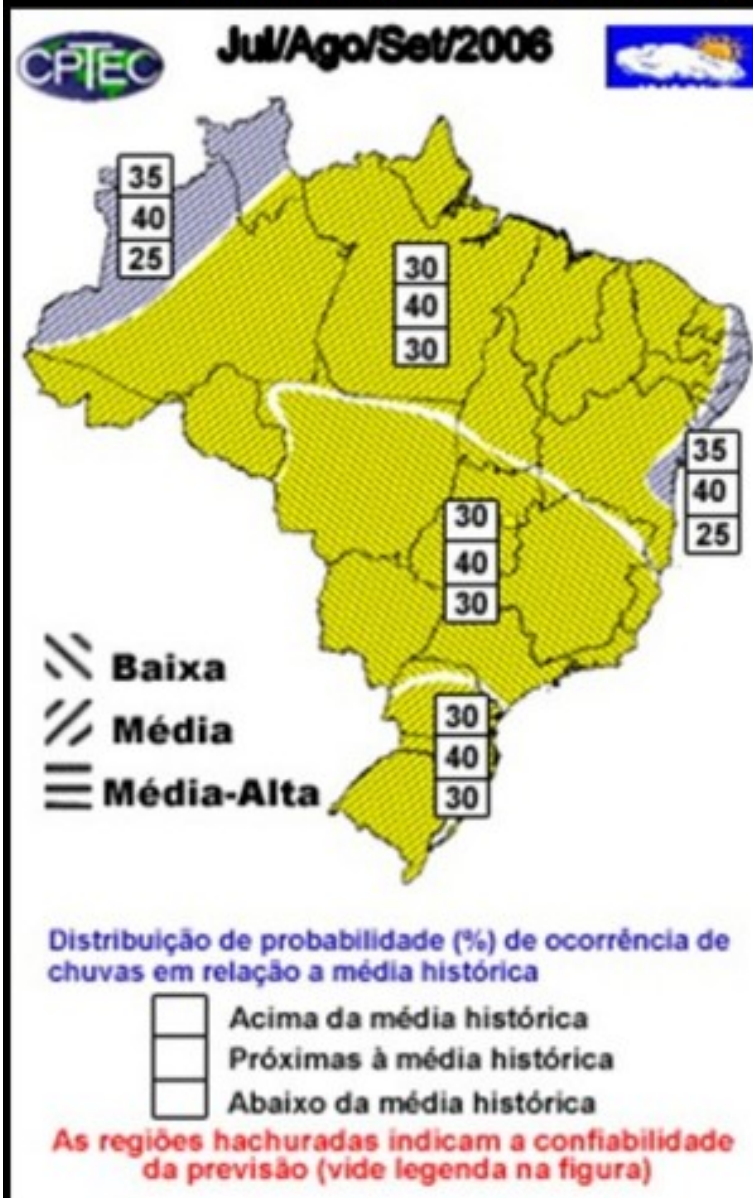 CPTEC
Jul/Ago/Set/2006
35
40
25
30
40
30
35
40
25
30
40
30
30
40
30
Baixa
Média
Média-Alta
Distribuição de probabilidade (%) de ocorrência de
chuvas em relação a média histórica
Acima da média histórica
Próximas à média histórica
Abaixo da média histórica
As regiões hachuradas indicam a confiabilidade
da previsão (vide legenda na figura)